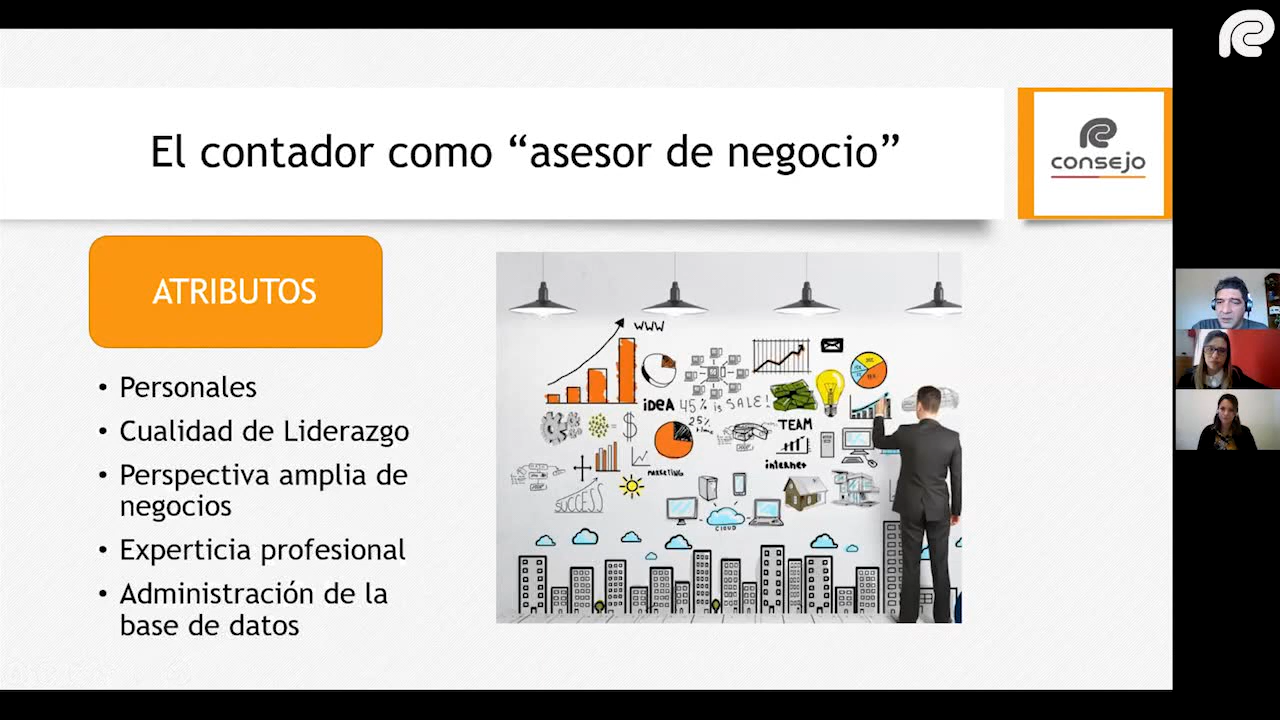 El contador como “asesor de negocio”
consejo
ATRIBUTOS
• Personales
• Cualidad de Liderazgo
• Perspectiva amplia de
negocios
• Experticia profesional
• Administración de la
base de datos
WWW
iDEA
45% is SALE!
25%
TEAM
MARKETING
internet
SUCCESS
CLOUD